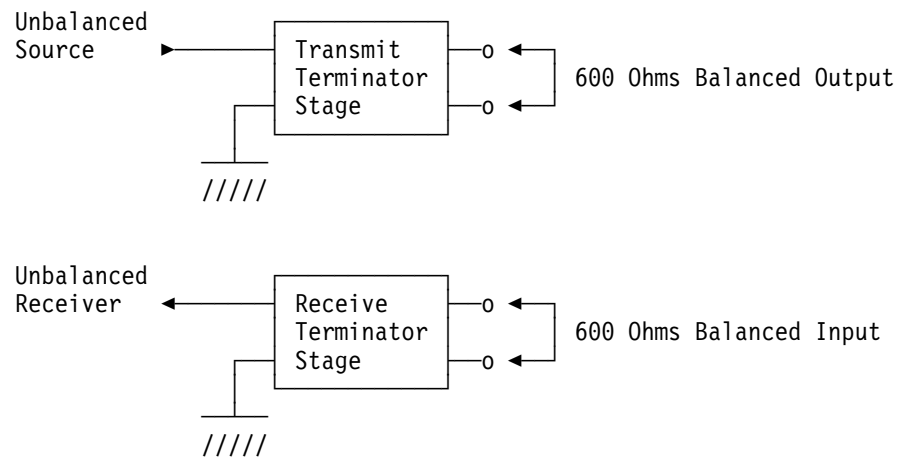 Unbalanced
Source
Transmit
Terminator
Stage
o
o
600 Ohms Balanced Output
/////
Unbalanced
Receiver
Receive
Terminator
Stage
o
o
600 Ohms Balanced Input
/////